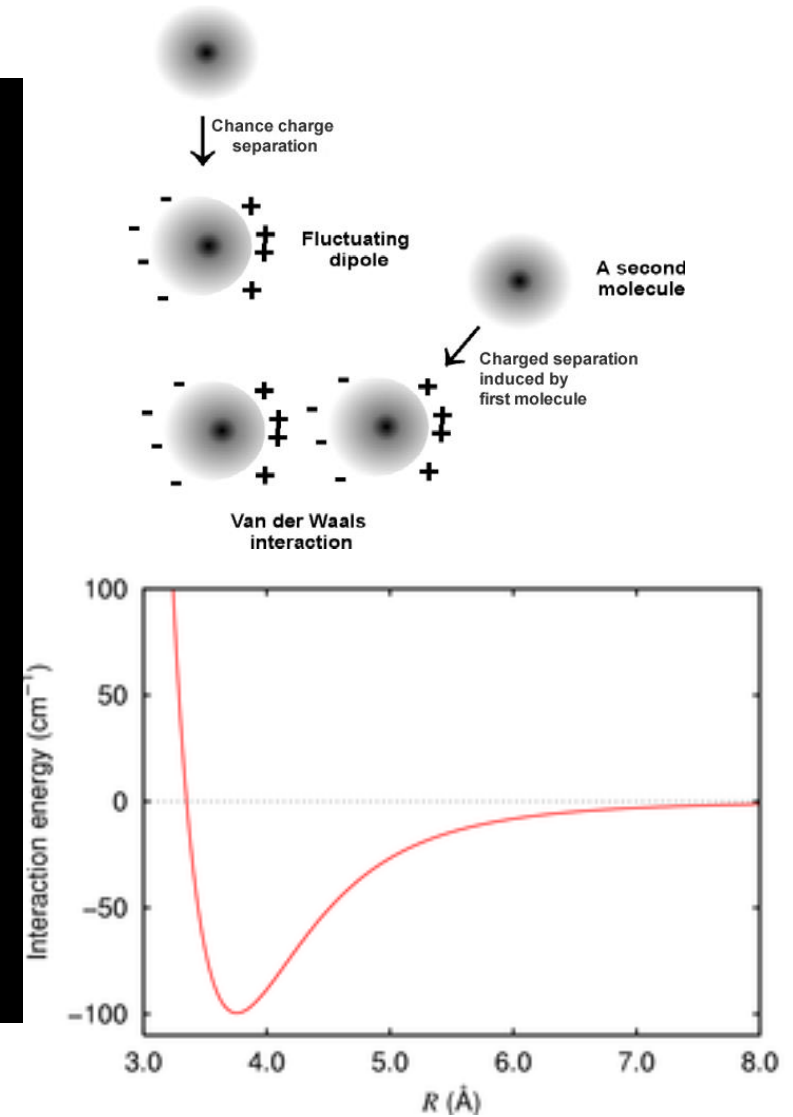 Chance charge
separation
- + 
- Fluctuating +
dipole +
- +
- 
A second
molecule
Charged separation
induced by
first molecule
- + - +
- + - +
- + - +
- + - +
Van der Waals
interaction
100
50
0
−50
−100
Interaction energy (cm⁻¹)
3.0 4.0 5.0 6.0 7.0 8.0
R (Å)